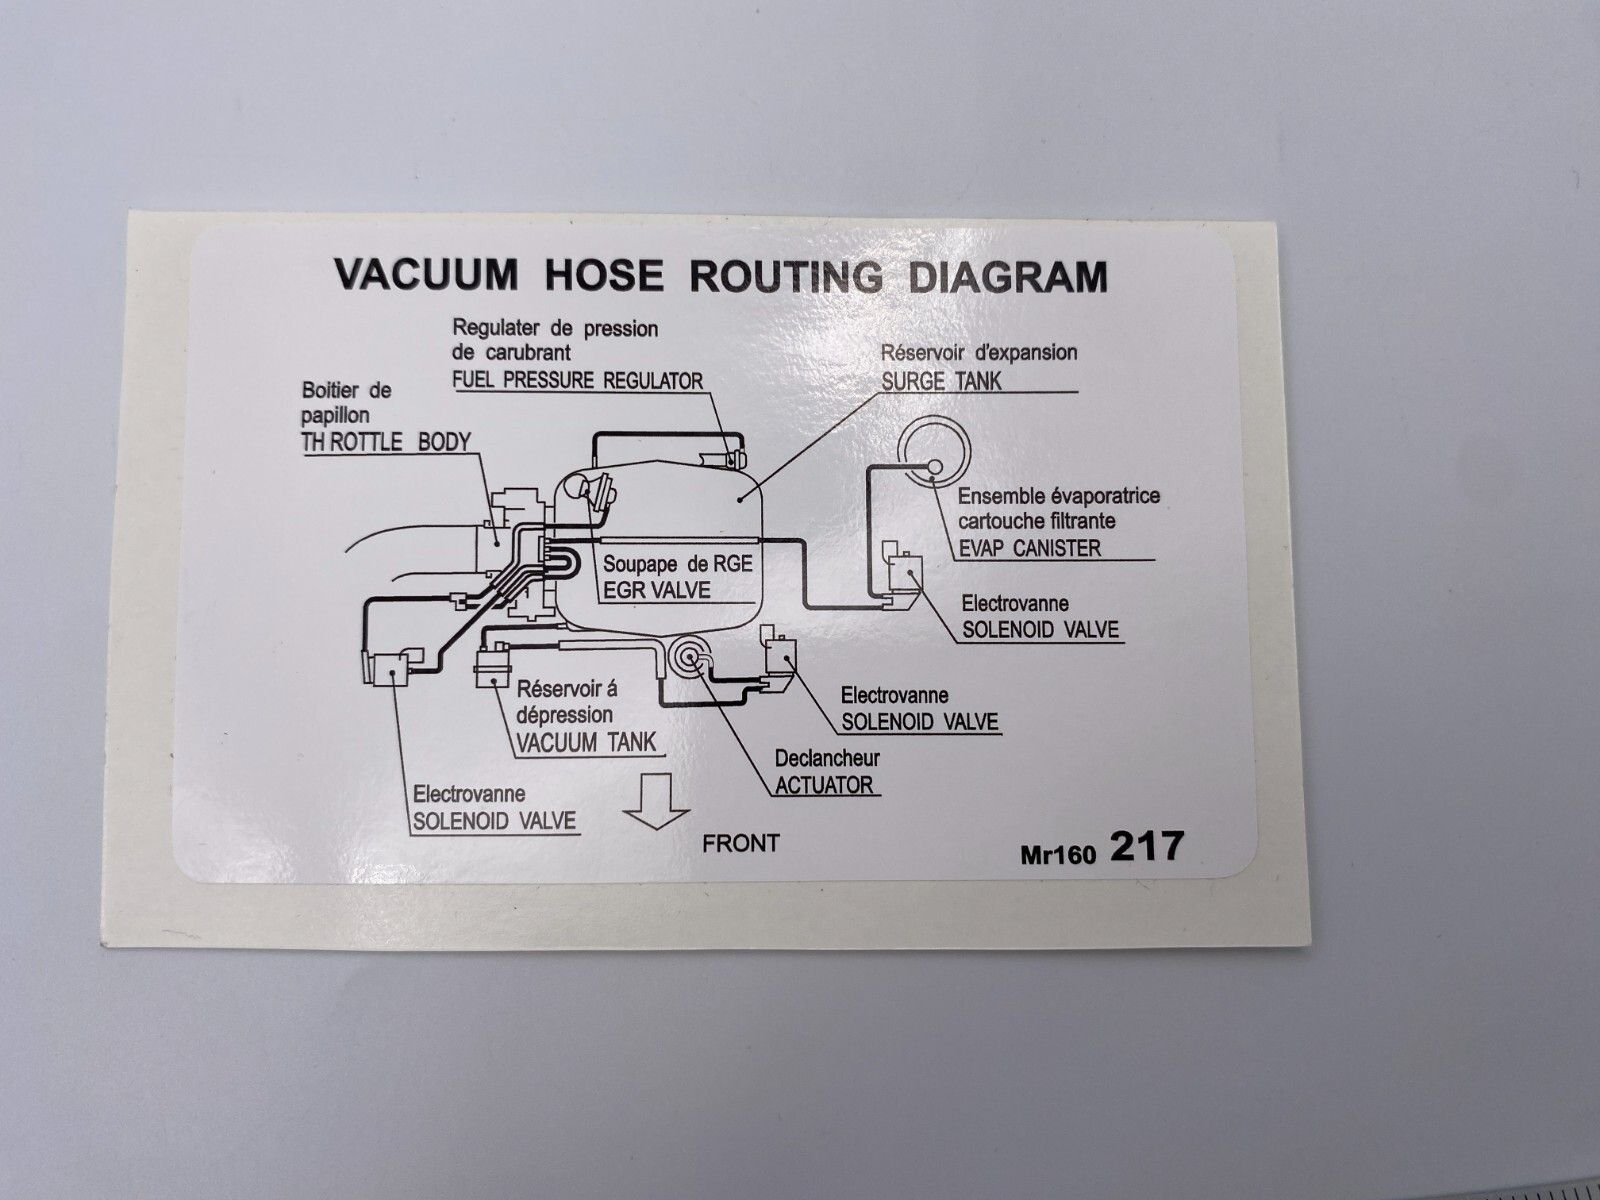 VACUUM HOSE ROUTING DIAGRAM
Regulater de pression
de carubrant
FUEL PRESSURE REGULATOR
Réservoir d'expansion
SURGE TANK
Boitier de
papillon
TH ROTTLE BODY
Ensemble évaporatrice
cartouche filtrante
EVAP CANISTER
Soupape de RGE
EGR VALVE
Electrovanne
SOLENOID VALVE
Réservoir á
dépression
VACUUM TANK
Electrovanne
SOLENOID VALVE
Declancheur
ACTUATOR
Electrovanne
SOLENOID VALVE
FRONT
Mr160 217